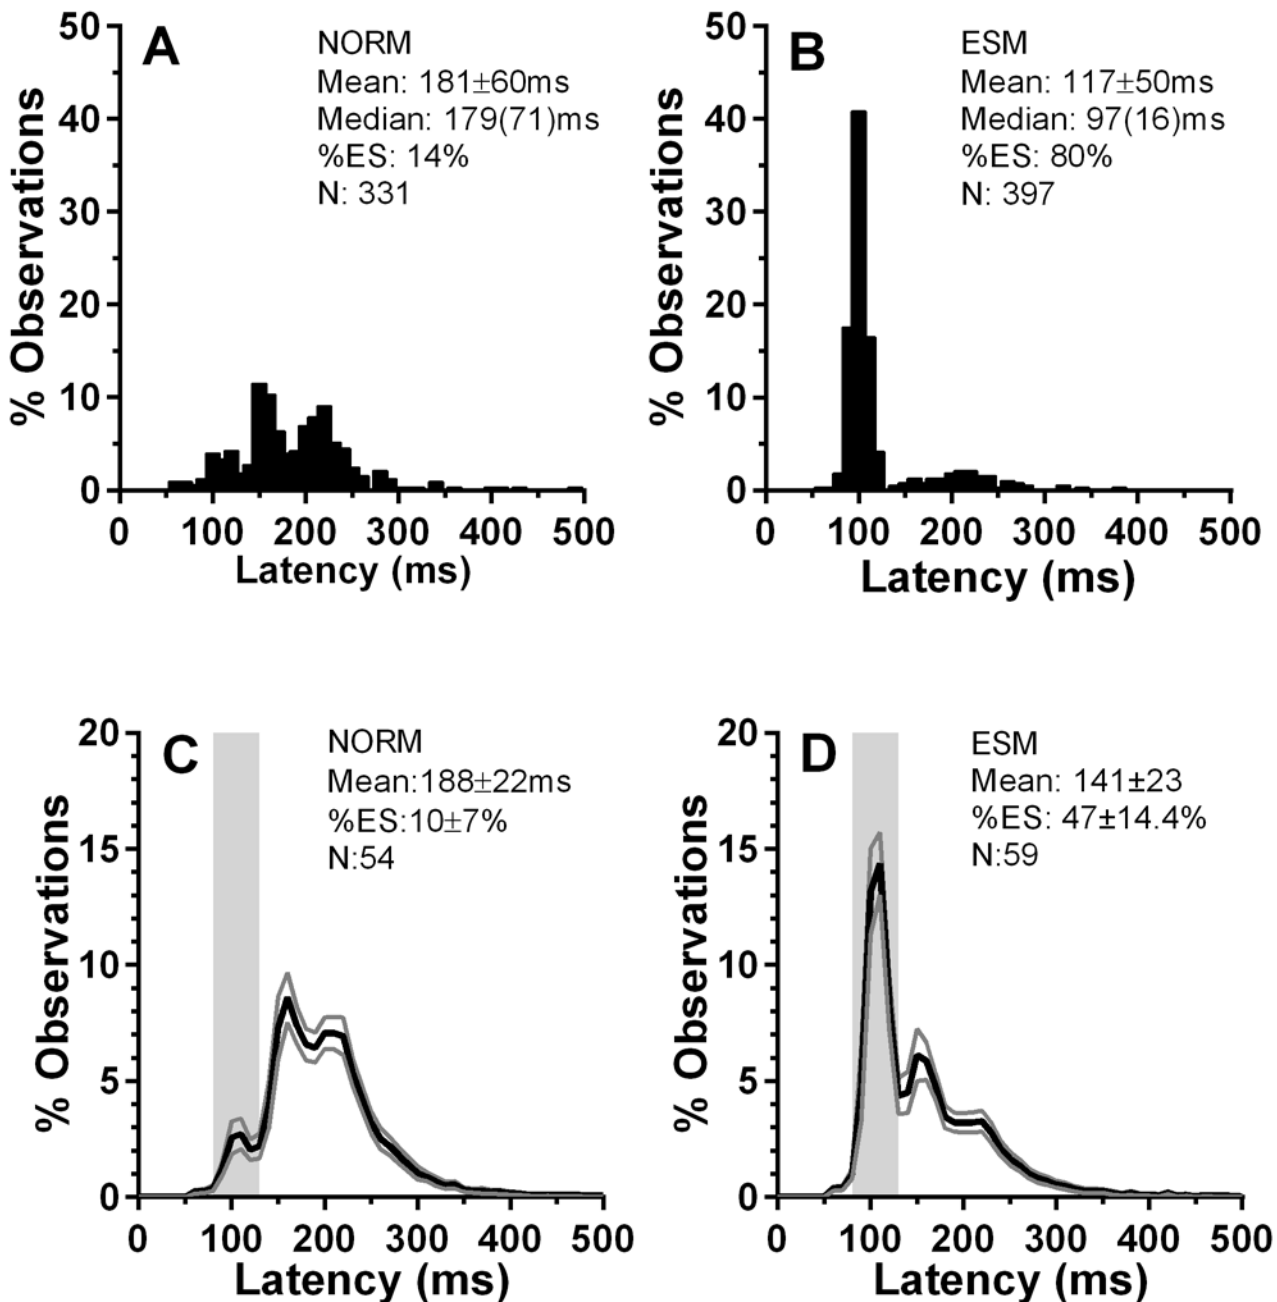 A
NORM
Mean: 181±60ms
Median: 179(71)ms
%ES: 14%
N: 331
% Observations
50
40
30
20
10
0
0 100 200 300 400 500
Latency (ms)
B
ESM
Mean: 117±50ms
Median: 97(16)ms
%ES: 80%
N: 397
% Observations
50
40
30
20
10
0
0 100 200 300 400 500
Latency (ms)
C
NORM
Mean:188±22ms
%ES:10±7%
N:54
% Observations
20
15
10
5
0
0 100 200 300 400 500
Latency (ms)
D
ESM
Mean: 141±23
%ES: 47±14.4%
N:59
% Observations
20
15
10
5
0
0 100 200 300 400 500
Latency (ms)